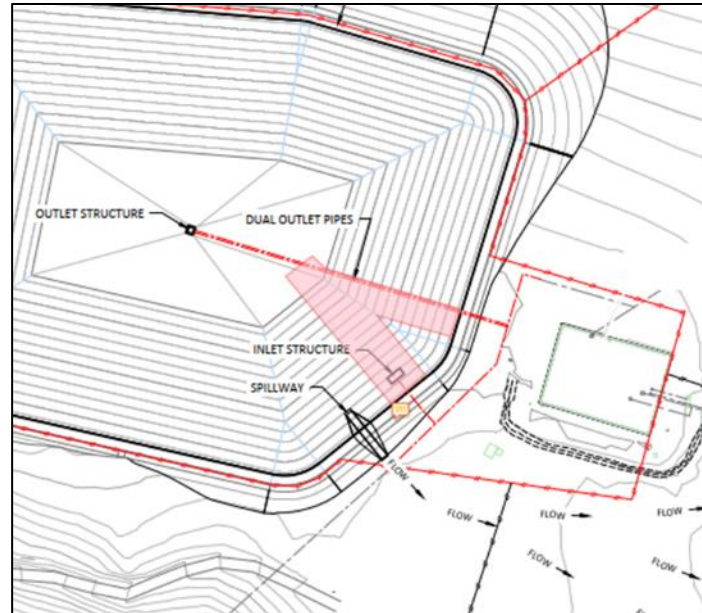 OUTLET STRUCTURE
DUAL OUTLET PIPES
INLET STRUCTURE
SPILLWAY
FLOW
FLOW
FLOW
FLOW
FLOW
FLOW